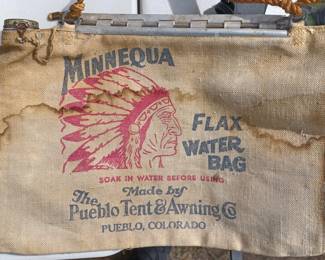 MINNEQUA
FLAX
WATER
BAG
SOAK IN WATER BEFORE USING
Made by
The
Pueblo Tent & Awning Co
PUEBLO, COLORADO